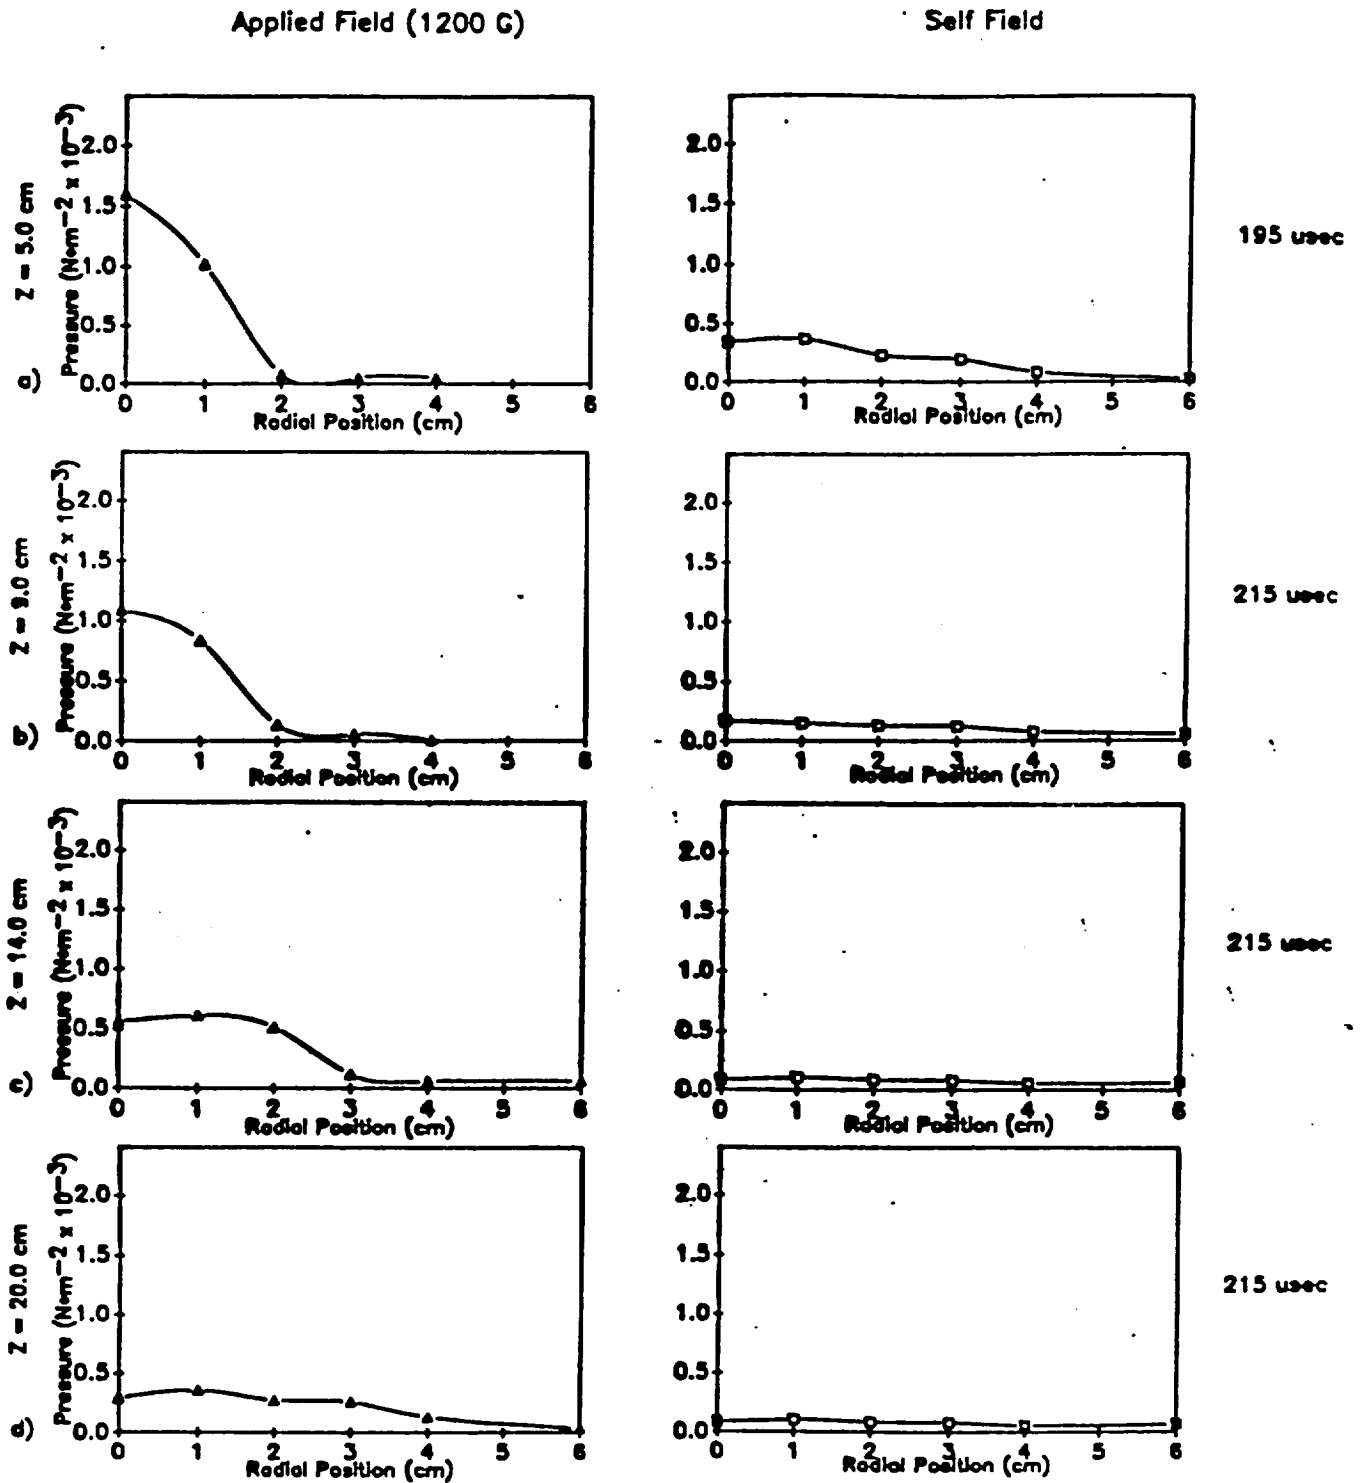 Applied Field (1200 G)
Self Field
a) Z = 5.0 cm
Pressure (N•m−2 x 10−3)
2.0
1.5
1.0
0.5
0.0
0 1 2 3 4 5 6
Radial Position (cm)
2.0
1.5
1.0
0.5
0.0
0 1 2 3 4 5 6
Radial Position (cm)
195 usec
b) Z = 9.0 cm
Pressure (N•m−2 x 10−3)
2.0
1.5
1.0
0.5
0.0
0 1 2 3 4 5 6
Radial Position (cm)
2.0
1.5
1.0
0.5
0.0
0 1 2 3 4 5 6
Radial Position (cm)
215 usec
c) Z = 14.0 cm
Pressure (N•m−2 x 10−3)
2.0
1.5
1.0
0.5
0.0
0 1 2 3 4 5 6
Radial Position (cm)
2.0
1.5
1.0
0.5
0.0
0 1 2 3 4 5 6
Radial Position (cm)
215 usec
Z = 20.0 cm
Pressure (N•m−2 x 10−3)
2.0
1.5
1.0
0.5
0.0
0 1 2 3 4 5 6
Radial Position (cm)
2.0
1.5
1.0
0.5
0.0
0 1 2 3 4 5 6
Radial Position (cm)
215 usec